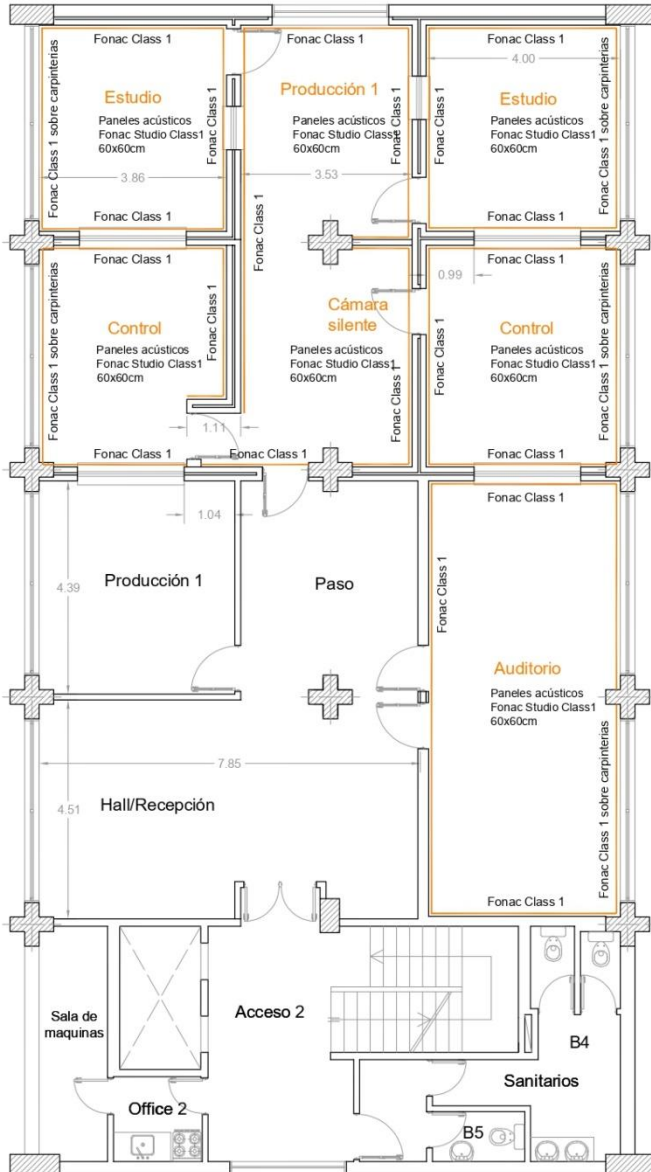 Fonac Class 1
Fonac Class 1
Fonac Class 1
4.00
Estudio
Producción 1
Estudio
Paneles acústicos
Fonac Studio Class1
60x60cm
Paneles acústicos
Fonac Studio Class1
60x60cm
Paneles acústicos
Fonac Studio Class1
60x60cm
Fonac Class 1 sobre carpinterias
Fonac Class 1
Fonac Class 1
Fonac Class 1
Fonac Class 1 sobre carpinterias
3.86
3.53
Fonac Class 1
Fonac Class 1
Fonac Class 1
Fonac Class 1
Fonac Class 1
0.99
Control
Cámara
silente
Control
Paneles acústicos
Fonac Studio Class1
60x60cm
Paneles acústicos
Fonac Studio Class1
60x60cm
Paneles acústicos
Fonac Studio Class1
60x60cm
Fonac Class 1 sobre carpinterias
Fonac Class 1
Fonac Class 1
Fonac Class 1
Fonac Class 1 sobre carpinterias
1.11
Fonac Class 1
Fonac Class 1
Fonac Class 1
Fonac Class 1
1.04
4.39
Producción 1
Paso
Fonac Class 1
Auditorio
Paneles acústicos
Fonac Studio Class1
60x60cm
Fonac Class 1 sobre carpinterias
7.85
4.51
Hall/Recepción
Fonac Class 1
Sala de
maquinas
Acceso 2
B4
Sanitarios
Office 2
B5